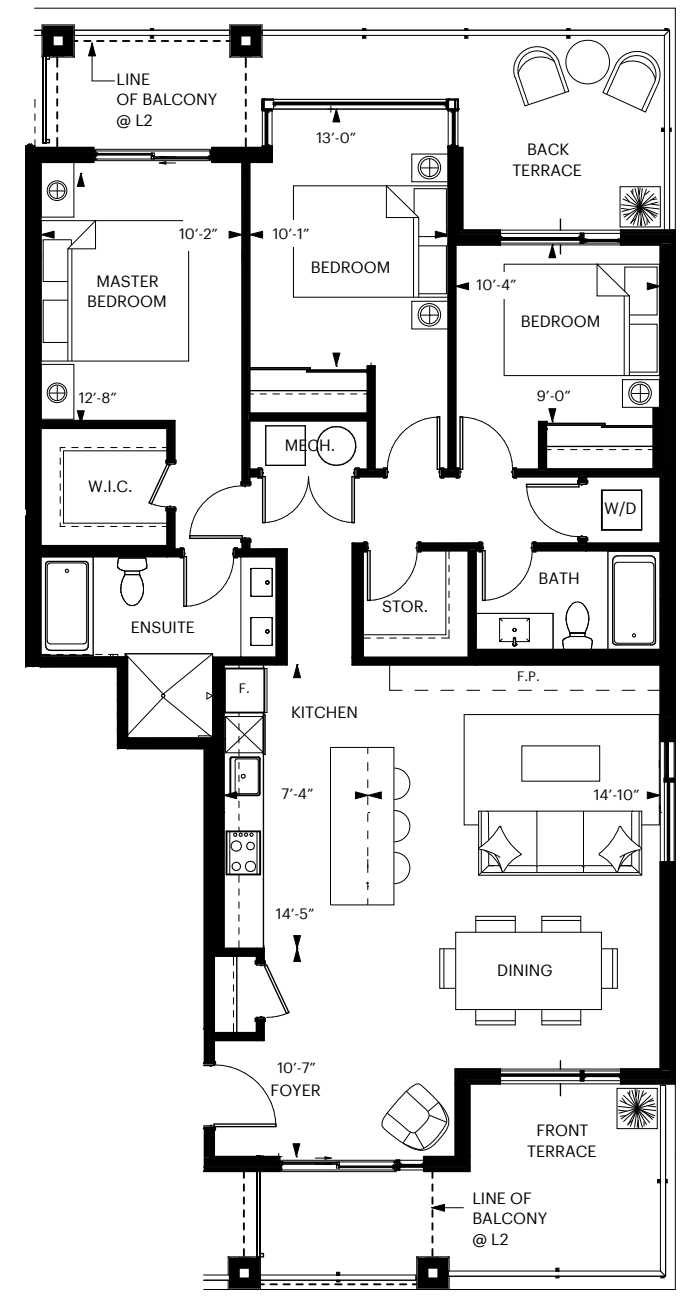 LINE
OF BALCONY
@ L2
13'-0"
BACK
TERRACE
10'-2"
10'-1"
BEDROOM
MASTER
BEDROOM
10'-4"
BEDROOM
12'-8"
9'-0"
MECH.
W.I.C.
W/D
BATH
STOR.
ENSUITE
F.P.
F.
KITCHEN
7'-4"
14'-10"
14'-5"
DINING
10'-7"
FOYER
FRONT
TERRACE
LINE OF
BALCONY
@ L2